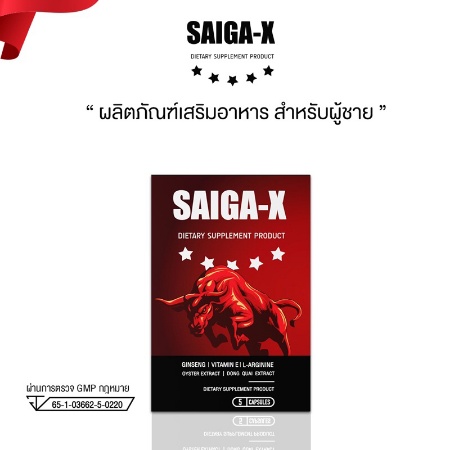 SAIGA-X
DIETARY SUPPLEMENT PRODUCT
“ ผลิตภัณฑ์เสริมอาหาร สำหรับผู้ชาย ”
SAIGA-X
DIETARY SUPPLEMENT PRODUCT
GINSENG | VITAMIN E | L-ARGININE
OYSTER EXTRACT | DONG QUAI EXTRACT
DIETARY SUPPLEMENT PRODUCT
5 CAPSULES
ผ่านการตรวจ GMP กฎหมาย
65-1-03662-5-0220